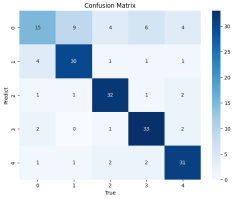 Confusion Matrix
0 15 9 4 6 4
1 4 30 1 1 1
2 1 1 32 1 2
3 2 0 1 33 2
4 1 1 2 2 31
0 1 2 3 4
True
Predict
30
25
20
15
10
5
0